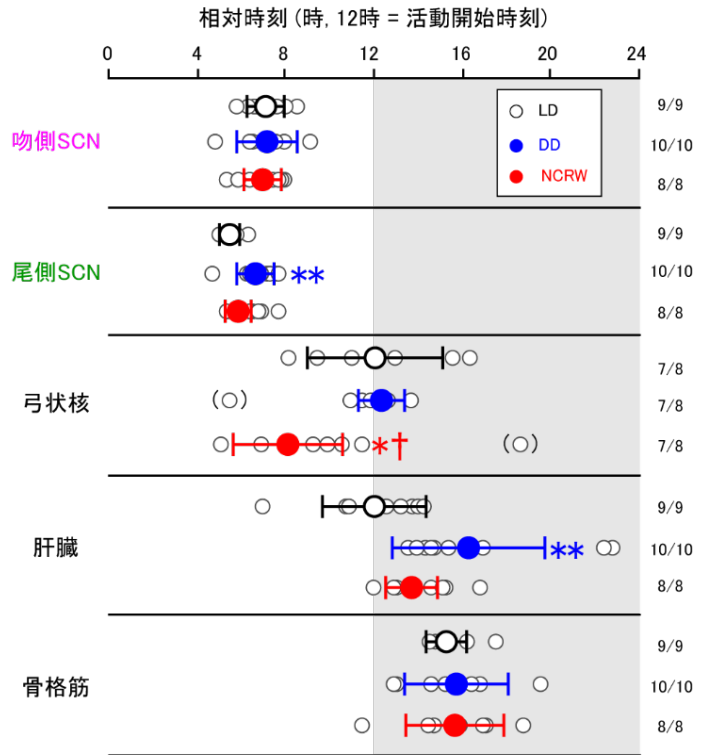 相対時刻 (時, 12時 = 活動開始時刻)
0 4 8 12 16 20 24
LD
DD
NCRW
吻側SCN
9/9
10/10
8/8
尾側SCN
9/9
** 10/10
8/8
弓状核
7/8
( ) 7/8
*† ( ) 7/8
肝臓
9/9
** 10/10
8/8
骨格筋
9/9
10/10
8/8